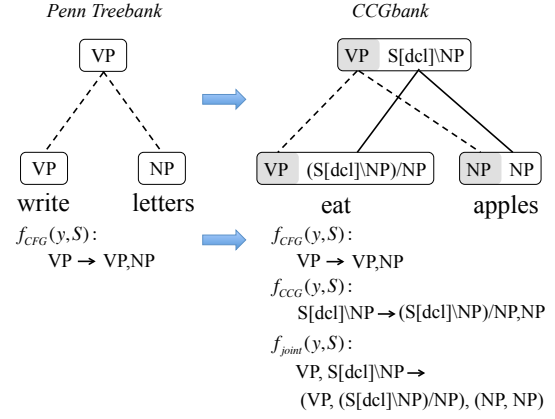 Penn Treebank CCGbank
VP VP S[dcl]\NP
VP NP VP (S[dcl]\NP)/NP NP NP
write letters eat apples
f_CFG(y,S): f_CFG(y,S):
VP → VP,NP VP → VP,NP
f_CCG(y,S):
S[dcl]\NP → (S[dcl]\NP)/NP,NP
f_joint(y,S):
VP, S[dcl]\NP →
(VP, (S[dcl]\NP)/NP), (NP, NP)